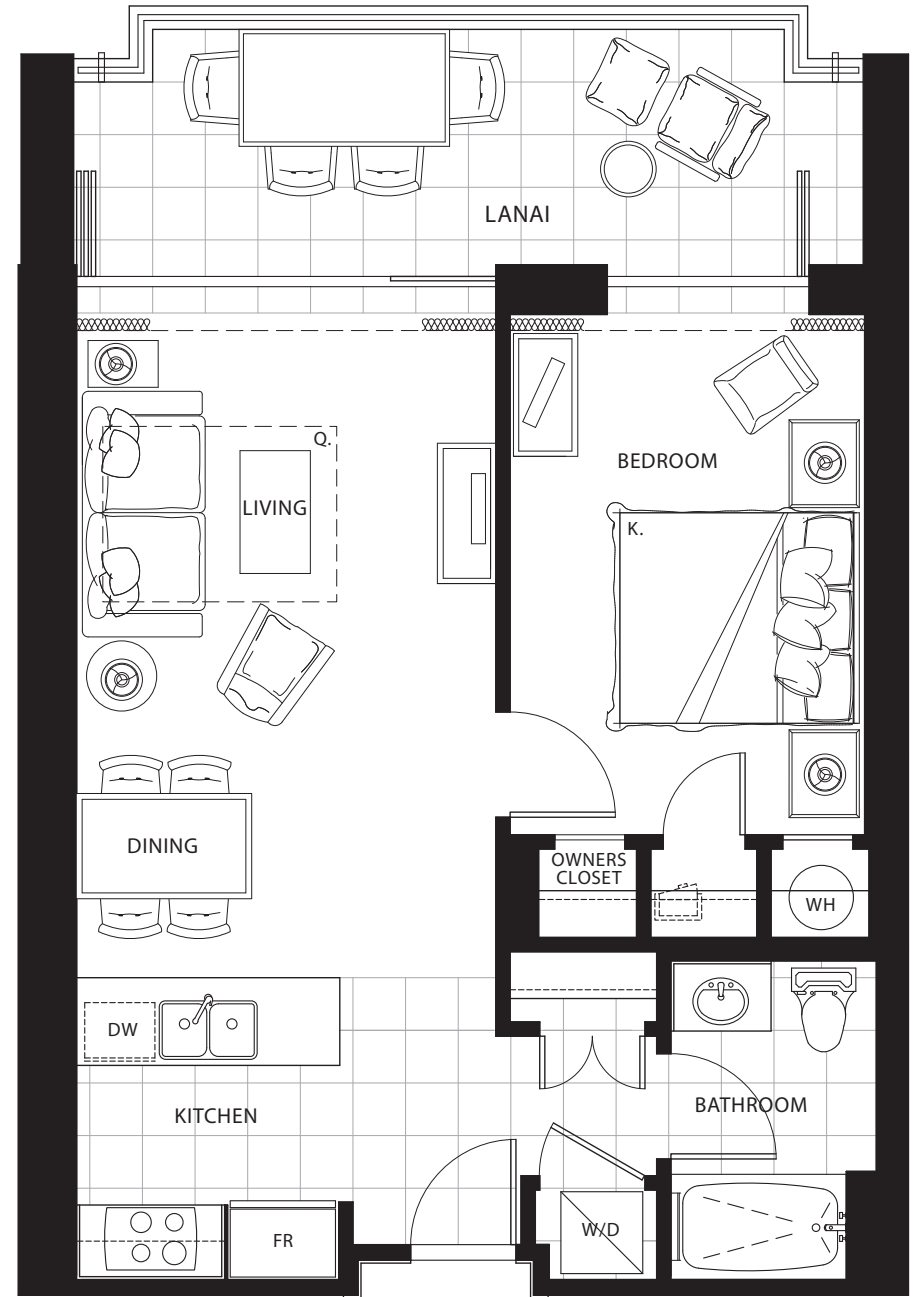 LANAI
Q.
LIVING
BEDROOM
K.
DINING
OWNERS
CLOSET
WH
DW
KITCHEN
BATHROOM
FR
W/D